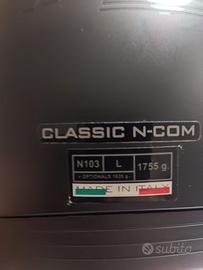 CLASSIC N-COM
N103 L 1755 g.
+ OPTIONALS 1835 g.
MADE IN ITALY
subito